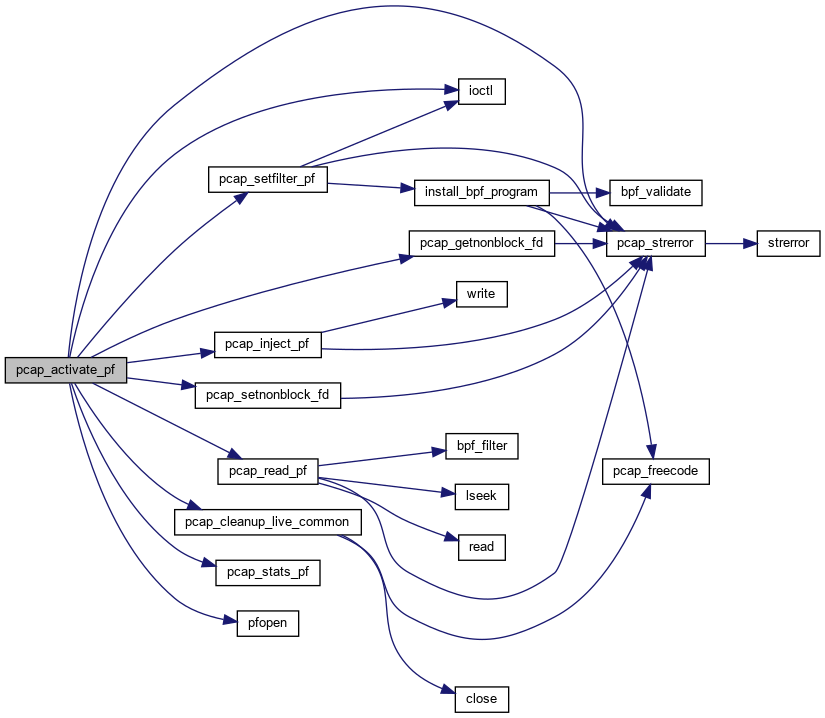 ioctl
pcap_setfilter_pf
install_bpf_program
bpf_validate
pcap_getnonblock_fd
pcap_strerror
strerror
write
pcap_inject_pf
pcap_activate_pf
pcap_setnonblock_fd
bpf_filter
pcap_read_pf
pcap_freecode
lseek
pcap_cleanup_live_common
read
pcap_stats_pf
pfopen
close